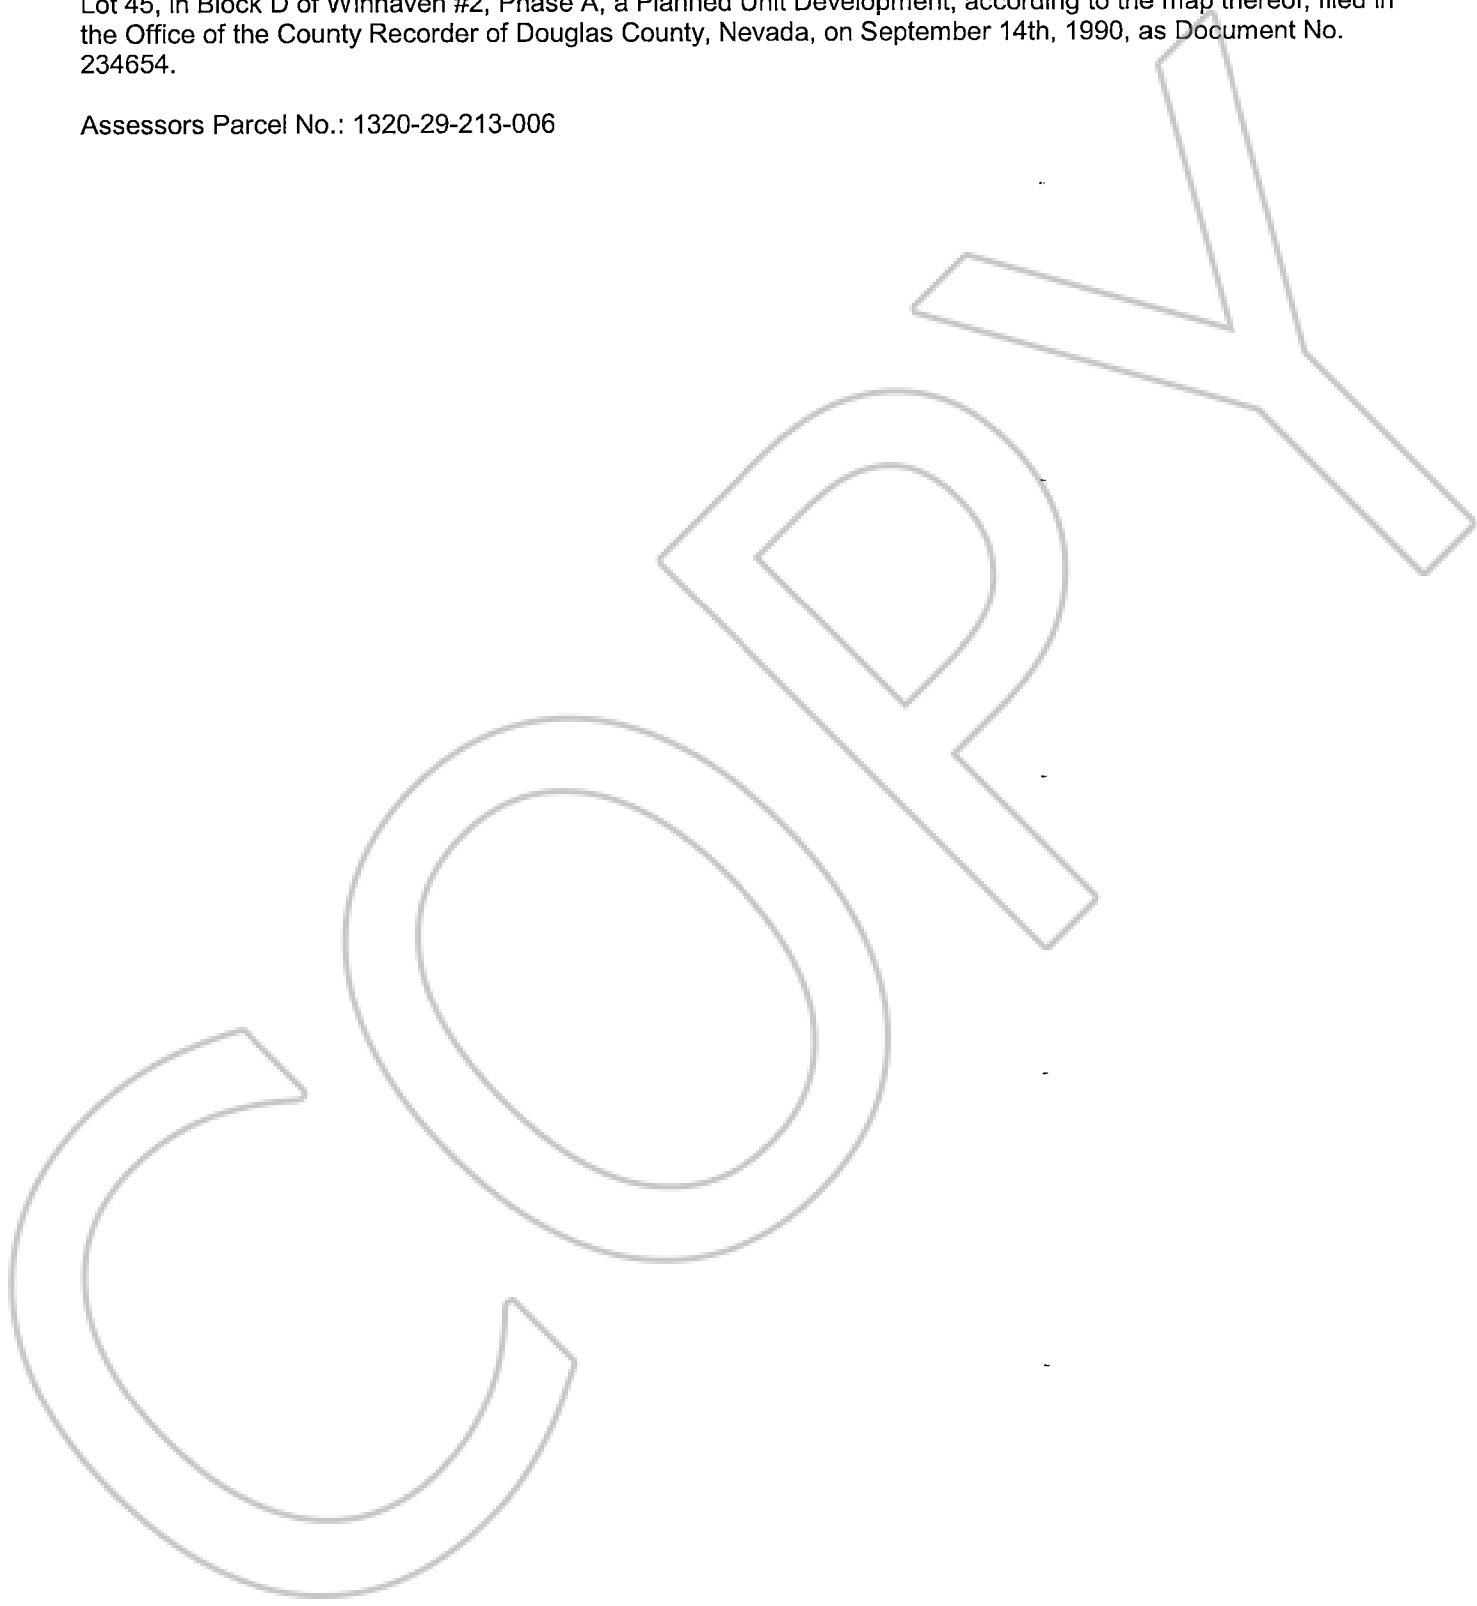 Lot 45, in Block D of Winhaven #2, Phase A, a Planned Unit Development, according to the map thereof, filed in
the Office of the County Recorder of Douglas County, Nevada, on September 14th, 1990, as Document No.
234654.
Assessors Parcel No.: 1320-29-213-006
COPY